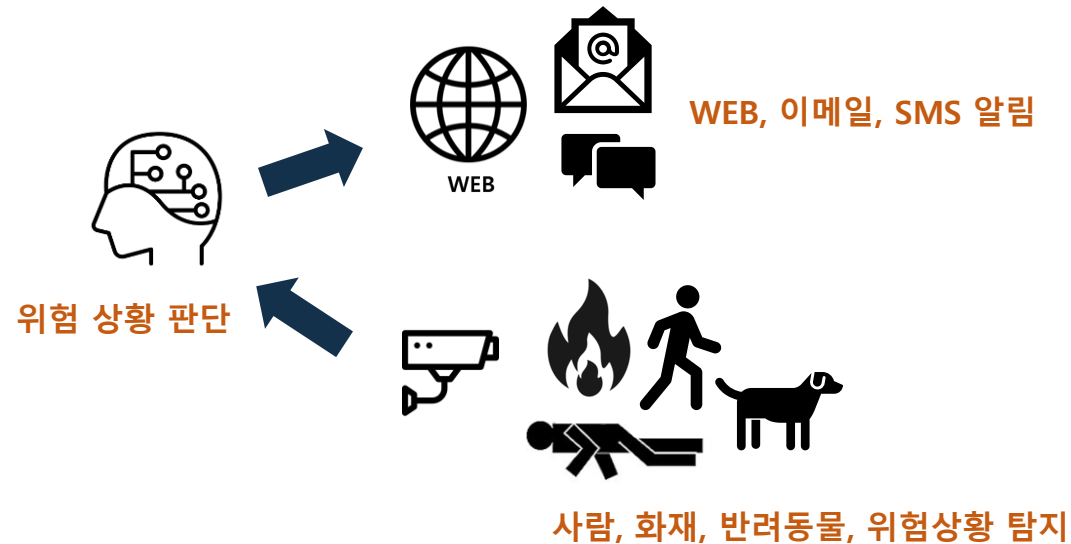 WEB, 이메일, SMS 알림
WEB
위험 상황 판단
사람, 화재, 반려동물, 위험상황 탐지